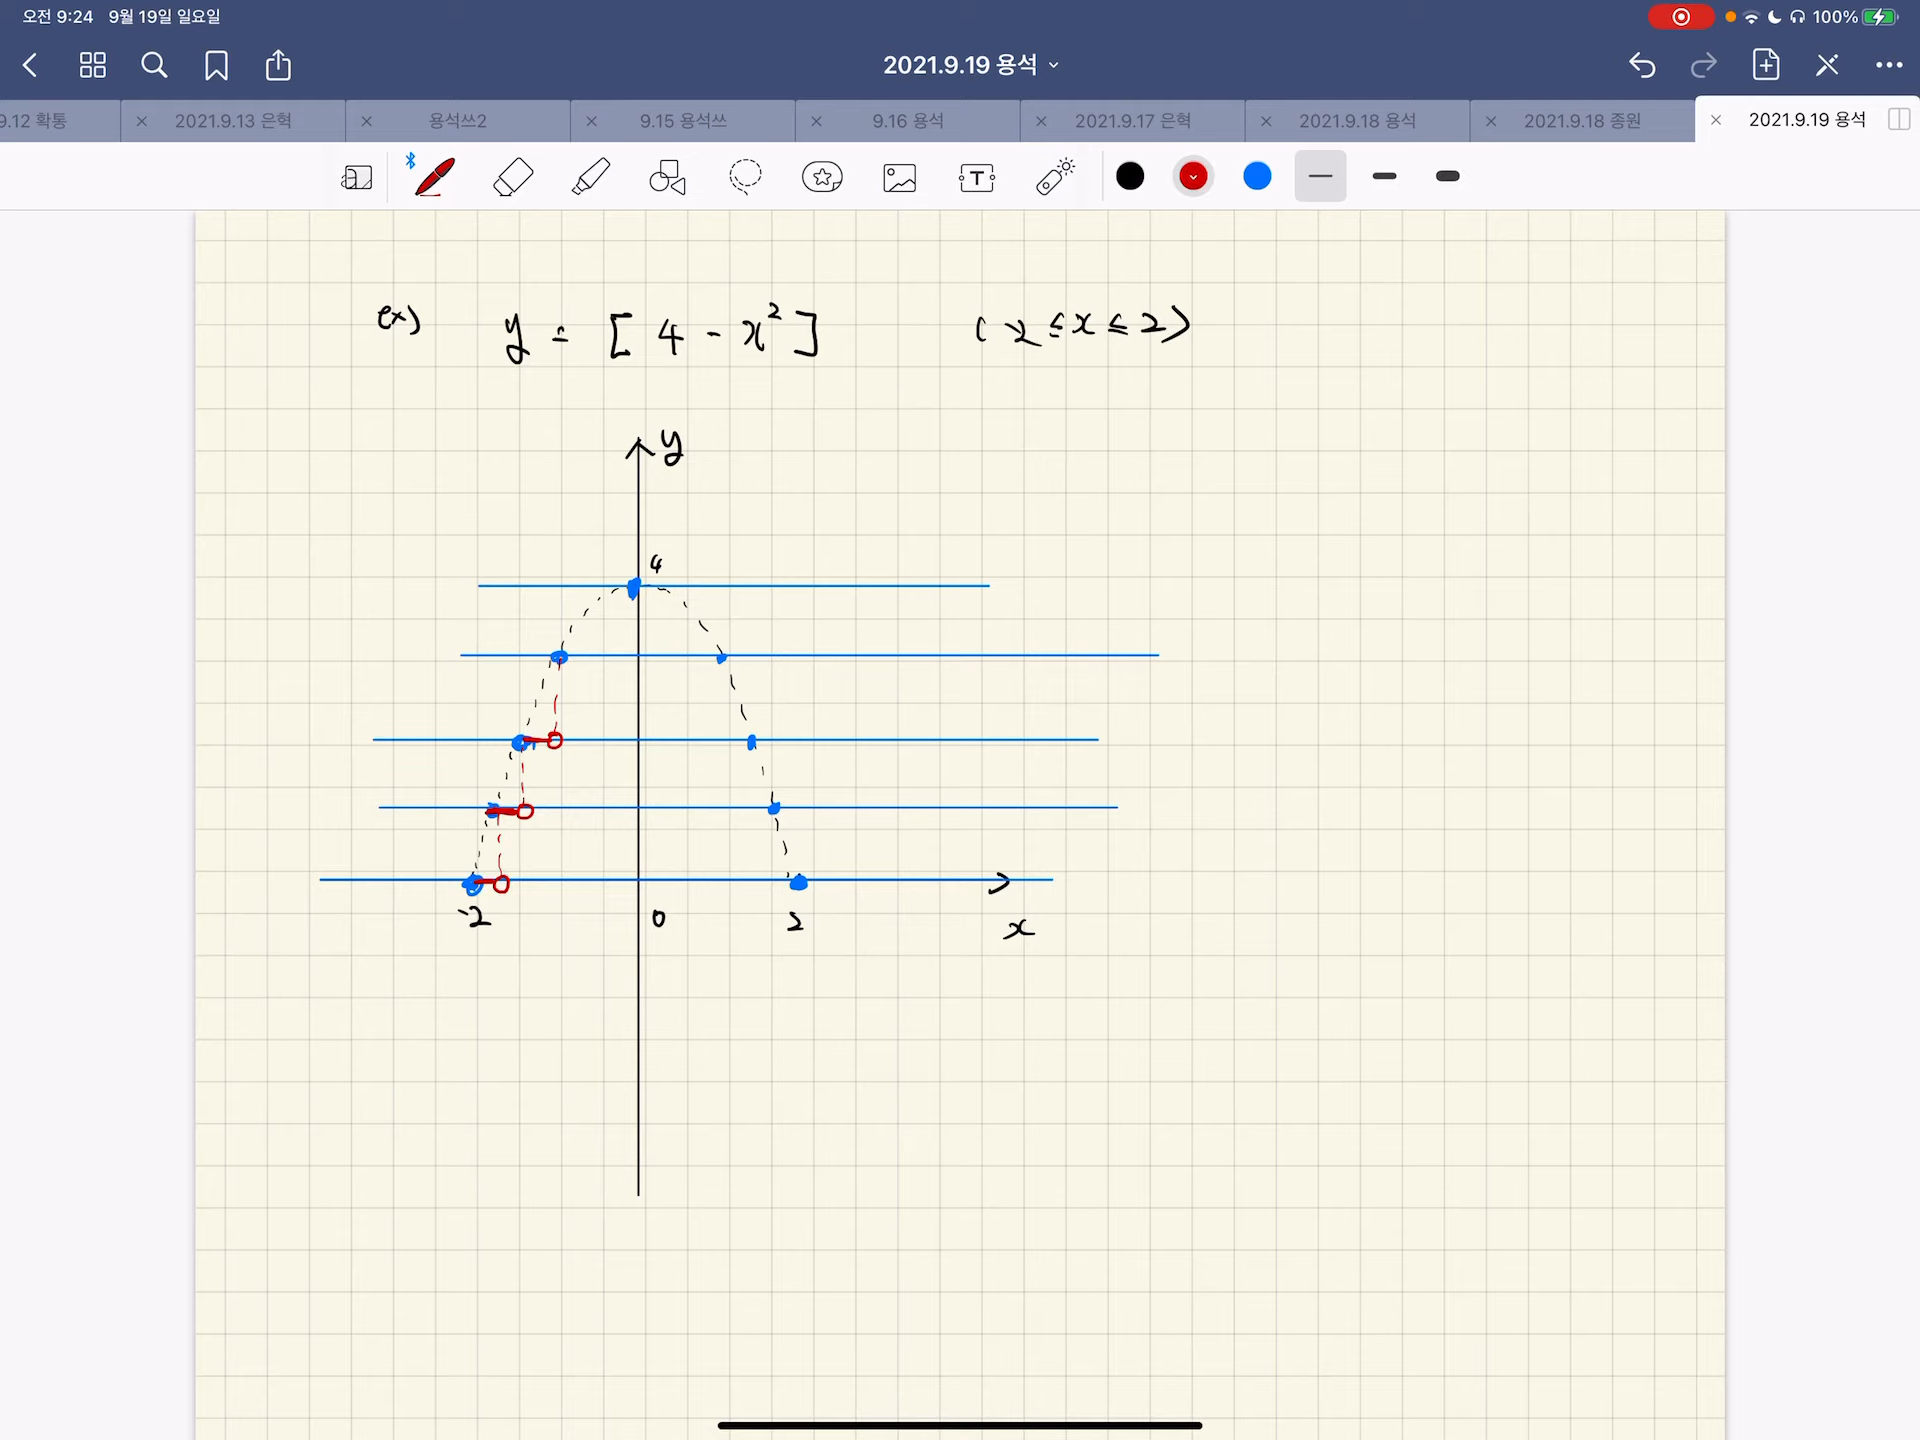 오전 9:24 9월 19일 일요일 100%
2021.9.19 용석
9.12 확통 2021.9.13 은혁 용석쓰2 9.15 용석쓰 9.16 용석 2021.9.17 은혁 2021.9.18 용석 2021.9.18 종원 2021.9.19 용석
ex) y = [4 - x²] (-2 ≤ x ≤ 2)
y
4
-2 0 2 x